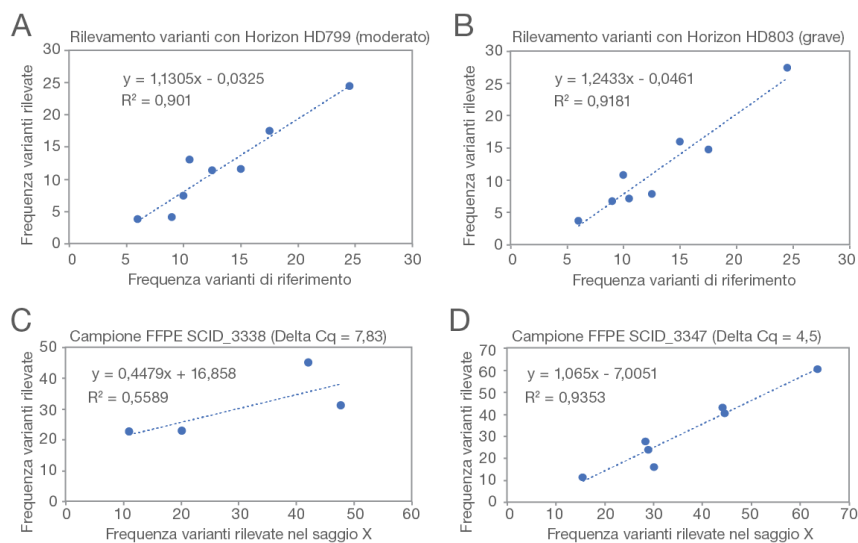 A
Rilevamento varianti con Horizon HD799 (moderato)
Frequenza varianti rilevate
30
25
20
15
10
5
0
y = 1,1305x - 0,0325
R² = 0,901
0 5 10 15 20 25 30
Frequenza varianti di riferimento
B
Rilevamento varianti con Horizon HD803 (grave)
Frequenza varianti rilevate
30
25
20
15
10
5
0
y = 1,2433x - 0,0461
R² = 0,9181
0 5 10 15 20 25 30
Frequenza varianti di riferimento
C
Campione FFPE SCID_3338 (Delta Cq = 7,83)
Frequenza varianti rilevate
50
40
30
20
10
0
y = 0,4479x + 16,858
R² = 0,5589
0 10 20 30 40 50 60
Frequenza varianti rilevate nel saggio X
D
Campione FFPE SCID_3347 (Delta Cq = 4,5)
Frequenza varianti rilevate
70
60
50
40
30
20
10
0
y = 1,065x - 7,0051
R² = 0,9353
0 10 20 30 40 50 60 70
Frequenza varianti rilevate nel saggio X